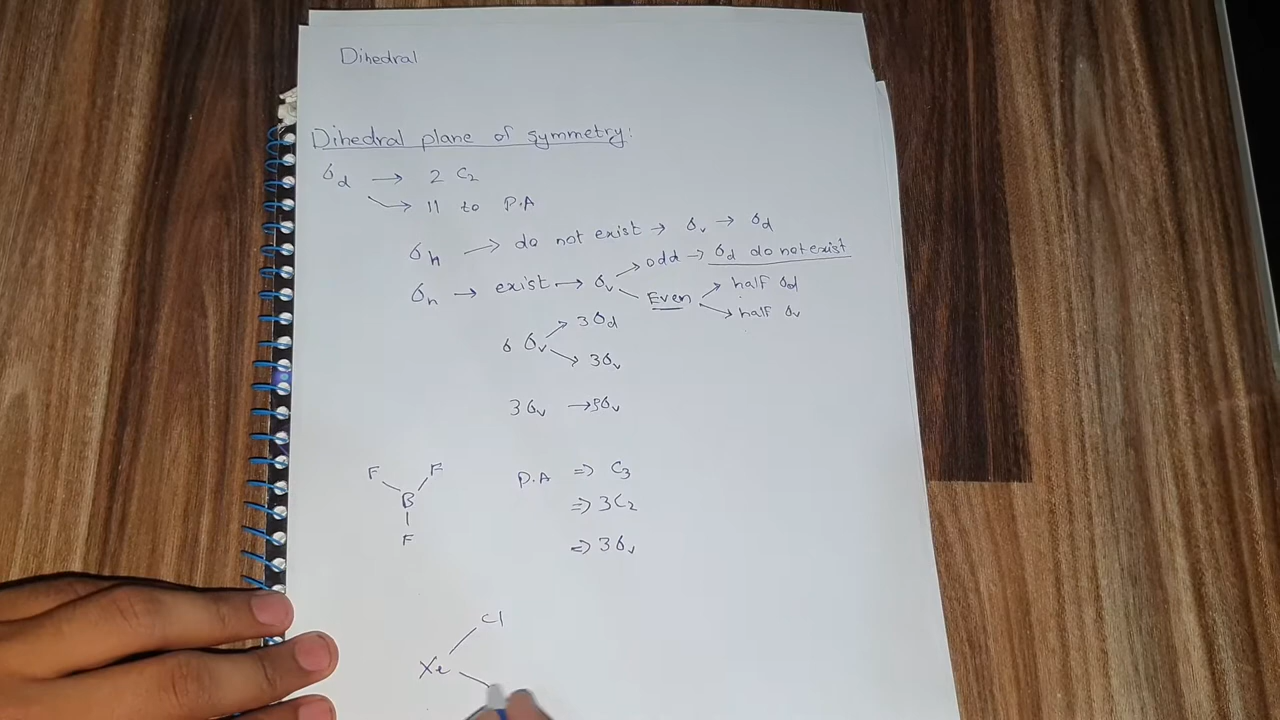 Dihedral
Dihedral plane of symmetry:
σd → 2 C2
→ || to P.A
σh → do not exist → σv → σd
σh → exist → σv → odd → σd do not exist
Even → half σd
→ half σv
6 σv → 3σd
→ 3σv
3σv → 3σv
F F
B
F
P.A => C3
=> 3C2
=> 3σv
Cl
Xe